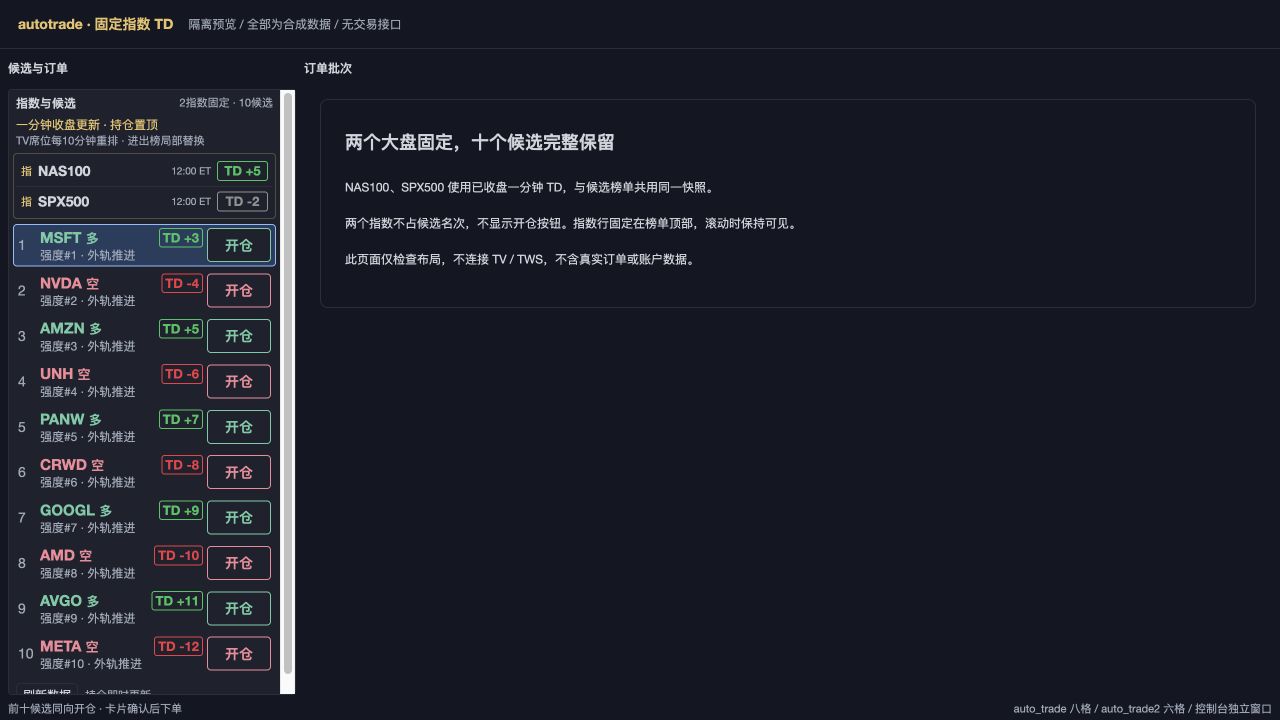 autotrade · 固定指数 TD 隔离预览 / 全部为合成数据 / 无交易接口
候选与订单
指数与候选 2指数固定 · 10候选
一分钟收盘更新 · 持仓置顶
TV席位每10分钟重排 · 进出榜局部替换
指 NAS100 12:00 ET TD +5
指 SPX500 12:00 ET TD -2
1 MSFT 多 TD +3 开仓
强度#1 · 外轨推进
2 NVDA 空 TD -4 开仓
强度#2 · 外轨推进
3 AMZN 多 TD +5 开仓
强度#3 · 外轨推进
4 UNH 空 TD -6 开仓
强度#4 · 外轨推进
5 PANW 多 TD +7 开仓
强度#5 · 外轨推进
6 CRWD 空 TD -8 开仓
强度#6 · 外轨推进
7 GOOGL 多 TD +9 开仓
强度#7 · 外轨推进
8 AMD 空 TD -10 开仓
强度#8 · 外轨推进
9 AVGO 多 TD +11 开仓
强度#9 · 外轨推进
10 META 空 TD -12 开仓
强度#10 · 外轨推进
刷新数据 持仓即时更新
订单批次
两个大盘固定，十个候选完整保留
NAS100、SPX500 使用已收盘一分钟 TD，与候选榜单共用同一快照。
两个指数不占候选名次，不显示开仓按钮。指数行固定在榜单顶部，滚动时保持可见。
此页面仅检查布局，不连接 TV / TWS，不含真实订单或账户数据。
前十候选同向开仓 · 卡片确认后下单
auto_trade 八格 / auto_trade2 六格 / 控制台独立窗口